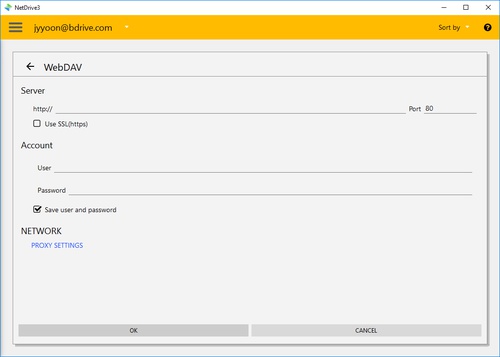 NetDrive3
jyyoon@bdrive.com Sort by ?
WebDAV
Server
http:// Port 80
Use SSL(https)
Account
User
Password
Save user and password
NETWORK
PROXY SETTINGS
OK CANCEL